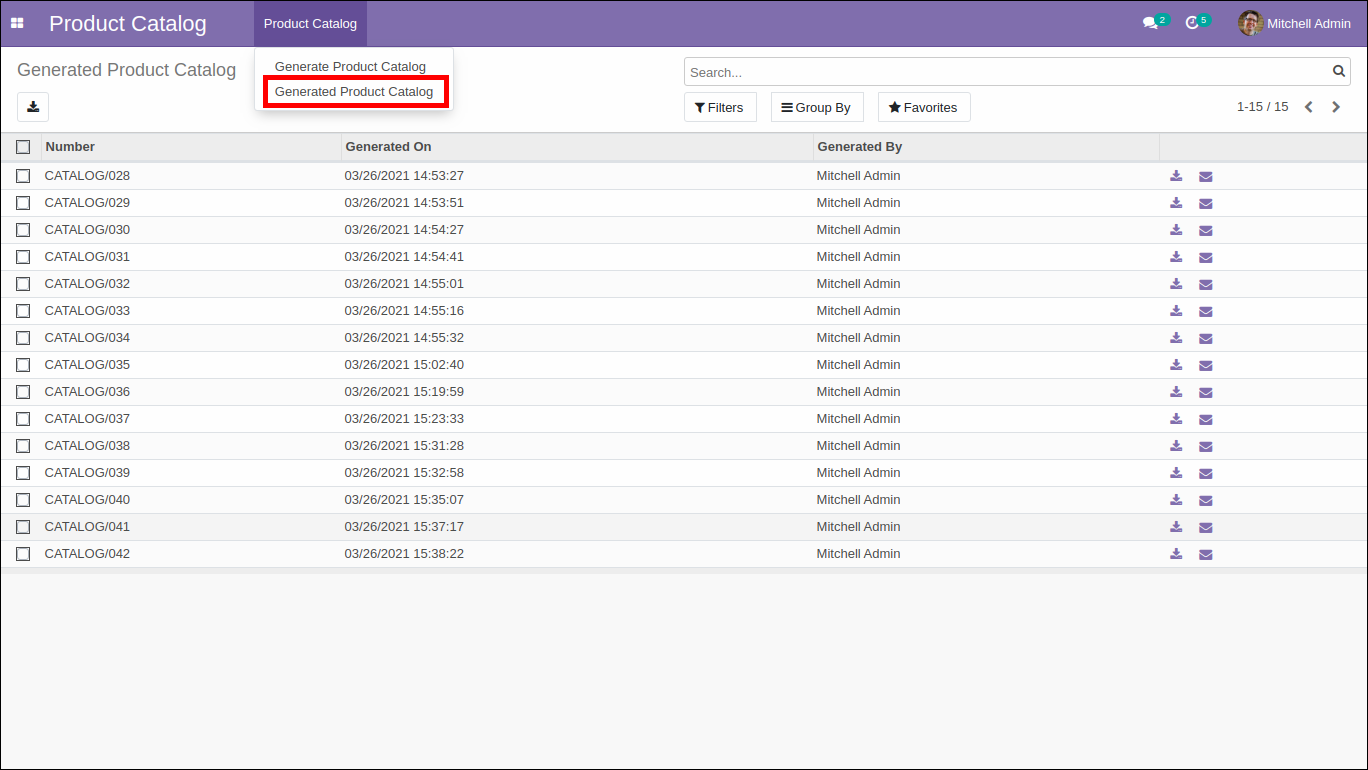 Product Catalog Product Catalog 2 5 Mitchell Admin
Generate Product Catalog
Generated Product Catalog
Generated Product Catalog
Search...
Filters Group By Favorites 1-15 / 15
Number Generated On Generated By
CATALOG/028 03/26/2021 14:53:27 Mitchell Admin
CATALOG/029 03/26/2021 14:53:51 Mitchell Admin
CATALOG/030 03/26/2021 14:54:27 Mitchell Admin
CATALOG/031 03/26/2021 14:54:41 Mitchell Admin
CATALOG/032 03/26/2021 14:55:01 Mitchell Admin
CATALOG/033 03/26/2021 14:55:16 Mitchell Admin
CATALOG/034 03/26/2021 14:55:32 Mitchell Admin
CATALOG/035 03/26/2021 15:02:40 Mitchell Admin
CATALOG/036 03/26/2021 15:19:59 Mitchell Admin
CATALOG/037 03/26/2021 15:23:33 Mitchell Admin
CATALOG/038 03/26/2021 15:31:28 Mitchell Admin
CATALOG/039 03/26/2021 15:32:58 Mitchell Admin
CATALOG/040 03/26/2021 15:35:07 Mitchell Admin
CATALOG/041 03/26/2021 15:37:17 Mitchell Admin
CATALOG/042 03/26/2021 15:38:22 Mitchell Admin